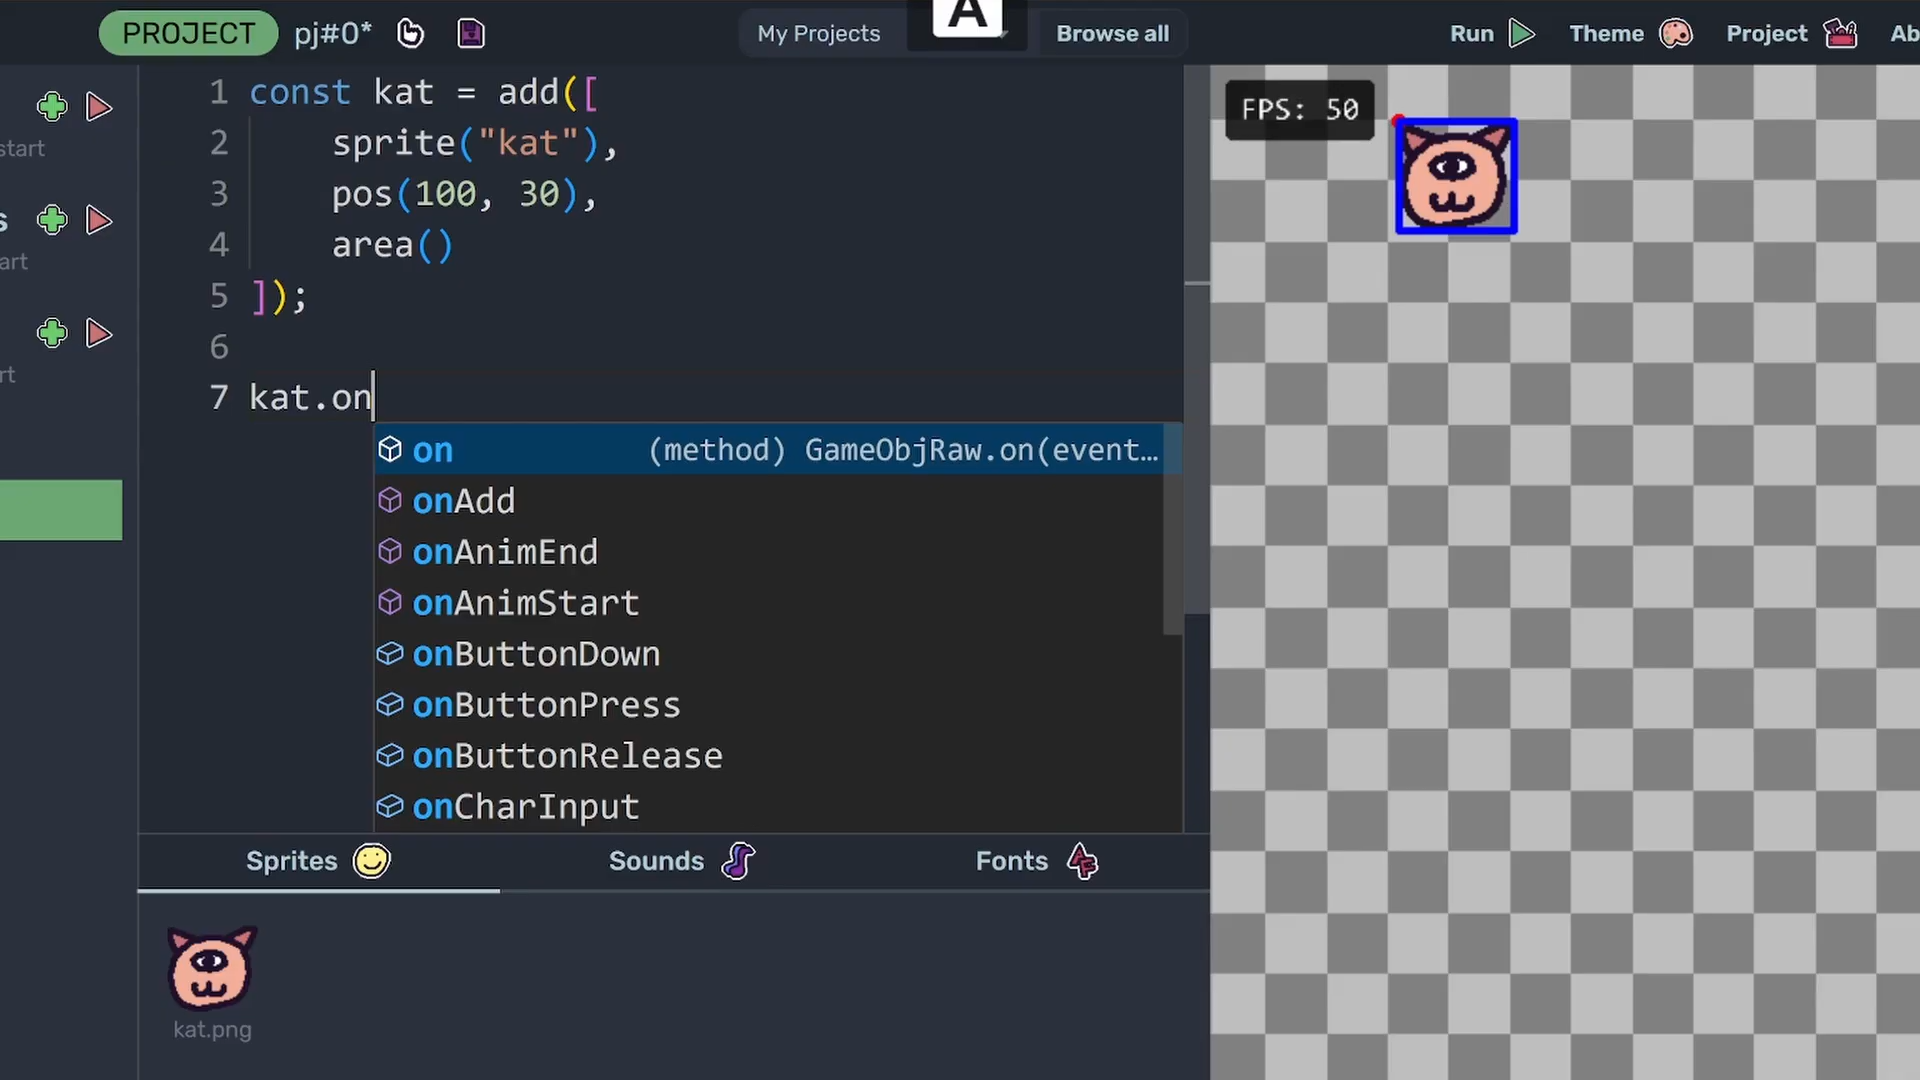 PROJECT pj#0* My Projects A Browse all Run Theme Project Ab
start
s
art
rt
1 const kat = add([
2 sprite("kat"),
3 pos(100, 30),
4 area()
5 ]);
6
7 kat.on
on (method) GameObjRaw.on(event…
onAdd
onAnimEnd
onAnimStart
onButtonDown
onButtonPress
onButtonRelease
onCharInput
Sprites Sounds Fonts
kat.png
FPS: 50